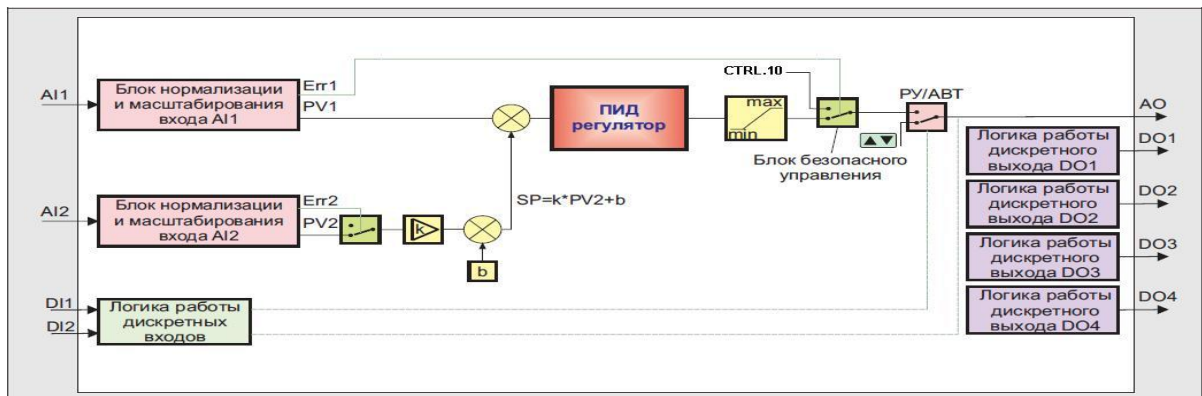 AI1
Блок нормализации
и масштабирования
входа AI1
Err1
PV1
ПИД
регулятор
max
min
CTRL.10
Блок безопасного
управления
РУ/АВТ
▲▼
AO
AI2
Блок нормализации
и масштабирования
входа AI2
Err2
PV2
k
b
SP=k*PV2+b
DI1
DI2
Логика работы
дискретных
входов
Логика работы
дискретного
выхода DO1
DO1
Логика работы
дискретного
выхода DO2
DO2
Логика работы
дискретного
выхода DO3
DO3
Логика работы
дискретного
выхода DO4
DO4